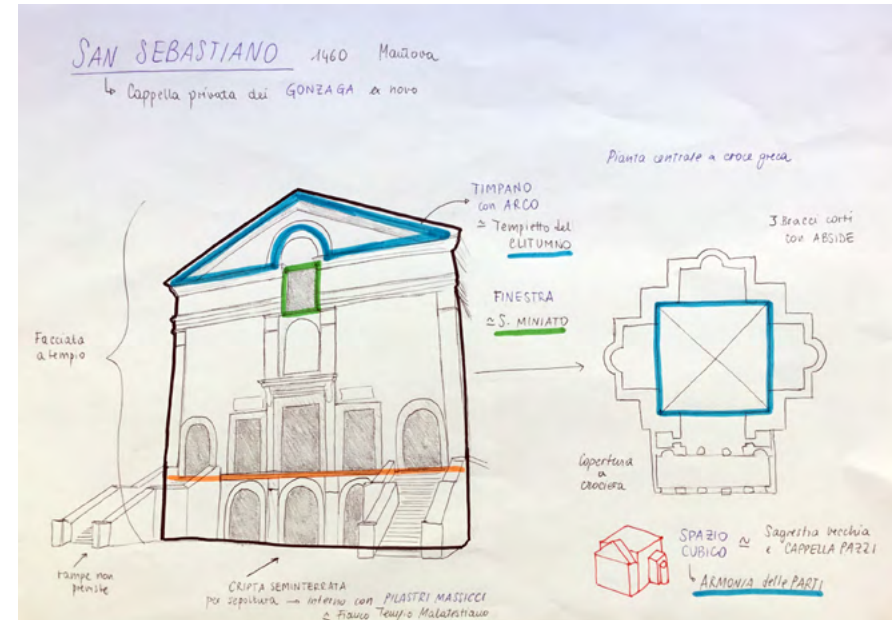 SAN SEBASTIANO 1460 Mantova
↳ Cappella privata dei GONZAGA ex novo
Pianta centrale a croce greca
TIMPANO
con ARCO
≃ Tempietto del
CLITUMNO
3 Bracci corti
con ABSIDE
FINESTRA
≃ S. MINIATO
Facciata
a tempio
Copertura
a
CROCIERA
SPAZIO
CUBICO
≃ Sagrestia vecchia
e CAPPELLA PAZZI
↳ ARMONIA delle PARTI
rampe non
previste
CRIPTA SEMINTERRATA
per sepoltura → interno con PILASTRI MASSICCI
≃ Fianco Tempio Malatestiano